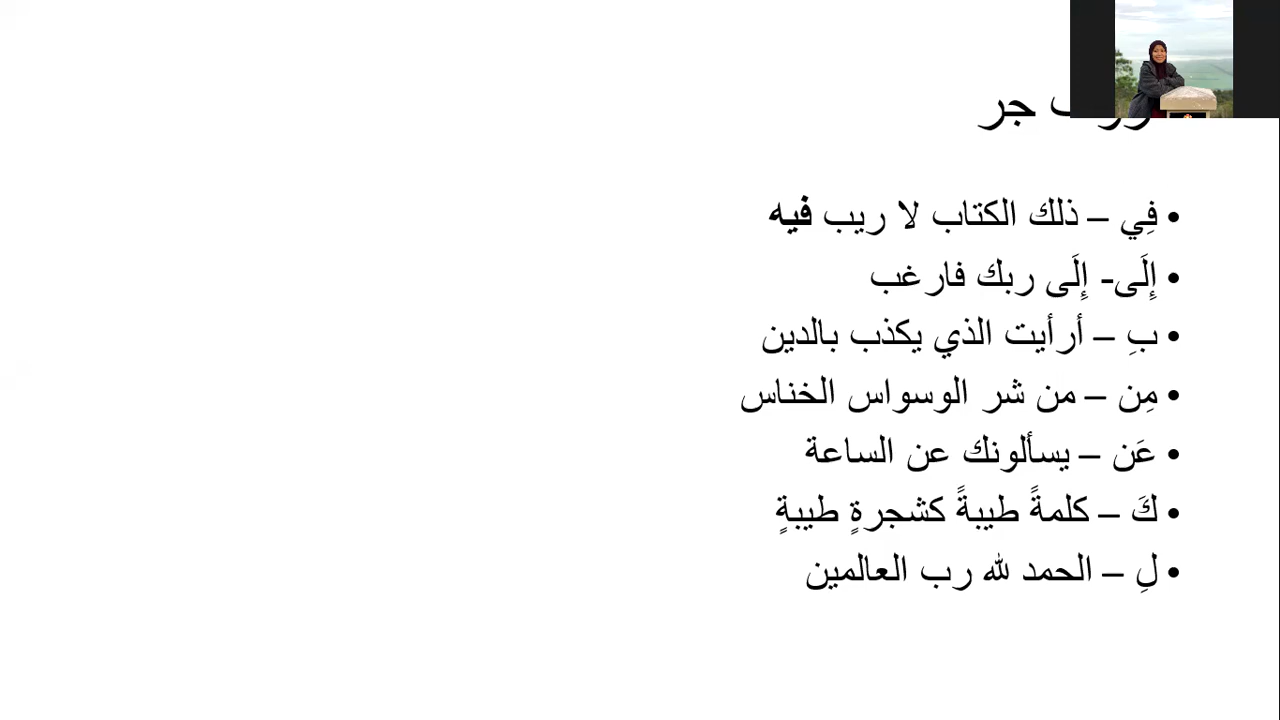 جر
• فِي – ذلك الكتاب لا ريب فيه
• إِلَى- إِلَى ربك فارغب
• بِ – أرأيت الذي يكذب بالدين
• مِن – من شر الوسواس الخناس
• عَن – يسألونك عن الساعة
• كَ – كلمةً طيبةً كشجرةٍ طيبةٍ
• لِ – الحمد لله رب العالمين